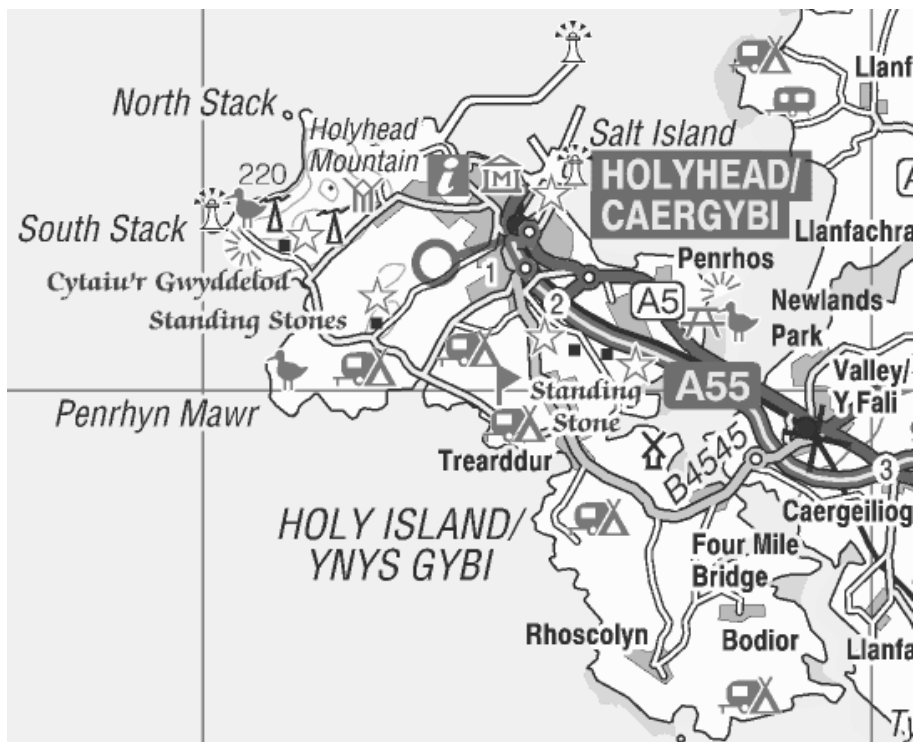 North Stack
Holyhead
Mountain
Salt Island
HOLYHEAD/
CAERGYBI
220
South Stack
Cytaiu'r Gwyddelod
Standing Stones
Penrhyn Mawr
1
2
A5
Penrhos
Newlands
Park
A55
Valley/
Y Fali
Standing
Stone
Trearddur
B4545
3
Caergeiliog
HOLY ISLAND/
YNYS GYBI
Four Mile
Bridge
Rhoscolyn
Bodior
Llanf
Llanfachra
A
Llanfa
Ty
i
M